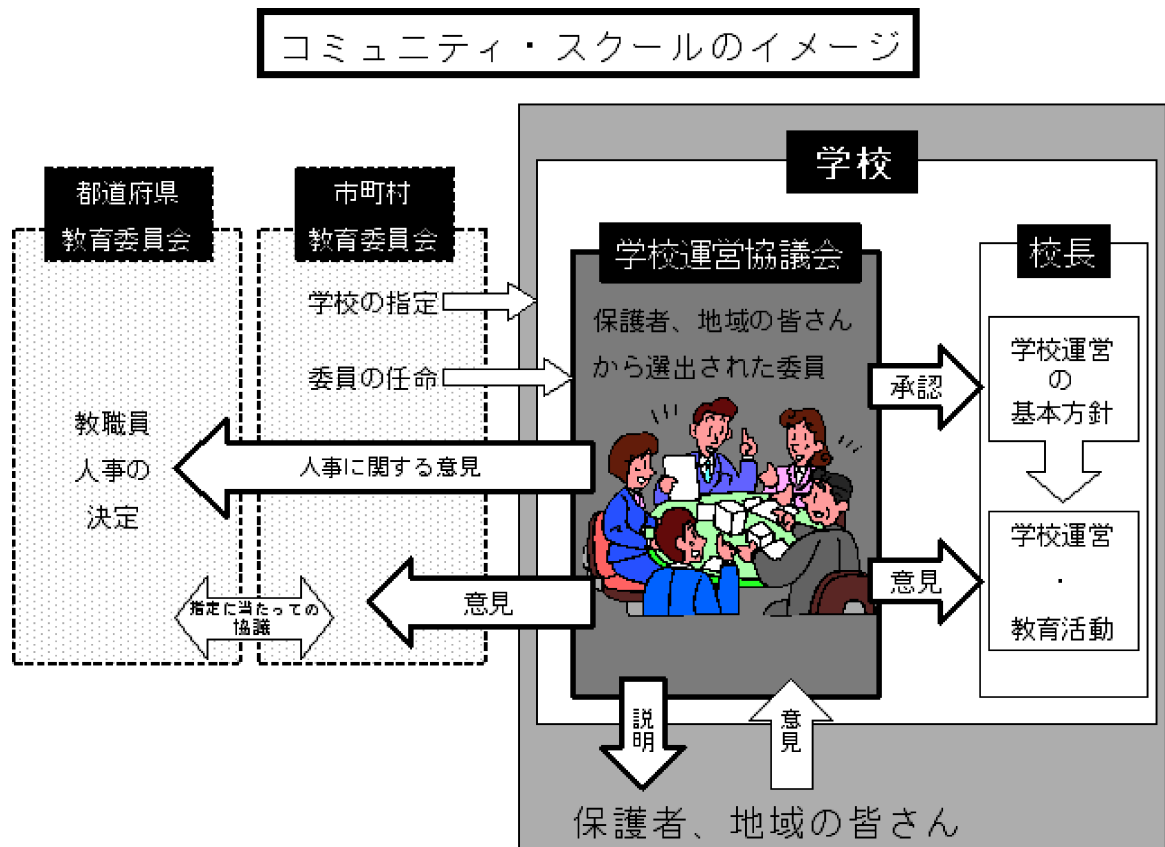 コミュニティ・スクールのイメージ
学校
都道府県
教育委員会
市町村
教育委員会
学校運営協議会
校長
学校の指定
委員の任命
保護者、地域の皆さん
から選出された委員
承認
学校運営
の
基本方針
教職員
人事の
決定
人事に関する意見
意見
意見
学校運営
・
教育活動
指定に当たっての
協議
説明
意見
保護者、地域の皆さん